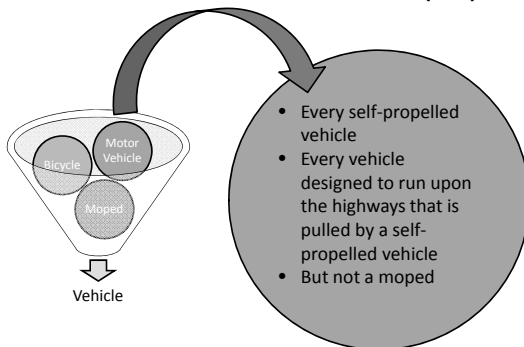 Motor
Vehicle
Bicycle
Moped
Vehicle
• Every self-propelled
vehicle
• Every vehicle
designed to run upon
the highways that is
pulled by a self-
propelled vehicle
• But not a moped